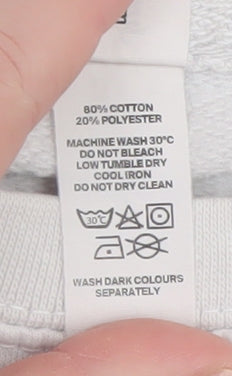 80% COTTON
20% POLYESTER
MACHINE WASH 30°C
DO NOT BLEACH
LOW TUMBLE DRY
COOL IRON
DO NOT DRY CLEAN
30°C
WASH DARK COLOURS
SEPARATELY